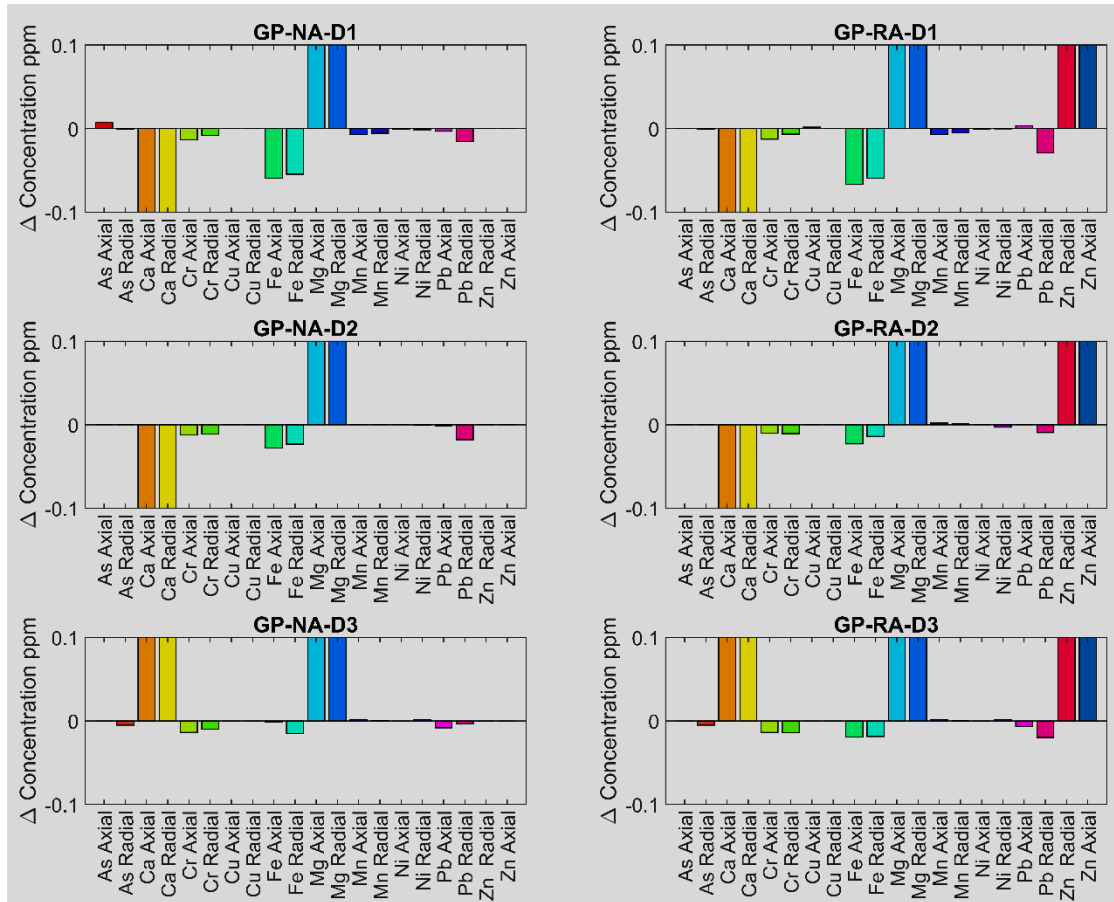 GP-NA-D1
Δ Concentration ppm
0.1
0
-0.1
As Axial
As Radial
Ca Axial
Ca Radial
Cr Axial
Cr Radial
Cu Axial
Cu Radial
Fe Axial
Fe Radial
Mg Axial
Mg Radial
Mn Axial
Mn Radial
Ni Axial
Ni Radial
Pb Axial
Pb Radial
Zn Radial
Zn Axial
GP-RA-D1
Δ Concentration ppm
0.1
0
-0.1
As Axial
As Radial
Ca Axial
Ca Radial
Cr Axial
Cr Radial
Cu Axial
Cu Radial
Fe Axial
Fe Radial
Mg Axial
Mg Radial
Mn Axial
Mn Radial
Ni Axial
Ni Radial
Pb Axial
Pb Radial
Zn Radial
Zn Axial
GP-NA-D2
Δ Concentration ppm
0.1
0
-0.1
As Axial
As Radial
Ca Axial
Ca Radial
Cr Axial
Cr Radial
Cu Axial
Cu Radial
Fe Axial
Fe Radial
Mg Axial
Mg Radial
Mn Axial
Mn Radial
Ni Axial
Ni Radial
Pb Axial
Pb Radial
Zn Radial
Zn Axial
GP-RA-D2
Δ Concentration ppm
0.1
0
-0.1
As Axial
As Radial
Ca Axial
Ca Radial
Cr Axial
Cr Radial
Cu Axial
Cu Radial
Fe Axial
Fe Radial
Mg Axial
Mg Radial
Mn Axial
Mn Radial
Ni Axial
Ni Radial
Pb Axial
Pb Radial
Zn Radial
Zn Axial
GP-NA-D3
Δ Concentration ppm
0.1
0
-0.1
As Axial
As Radial
Ca Axial
Ca Radial
Cr Axial
Cr Radial
Cu Axial
Cu Radial
Fe Axial
Fe Radial
Mg Axial
Mg Radial
Mn Axial
Mn Radial
Ni Axial
Ni Radial
Pb Axial
Pb Radial
Zn Radial
Zn Axial
GP-RA-D3
Δ Concentration ppm
0.1
0
-0.1
As Axial
As Radial
Ca Axial
Ca Radial
Cr Axial
Cr Radial
Cu Axial
Cu Radial
Fe Axial
Fe Radial
Mg Axial
Mg Radial
Mn Axial
Mn Radial
Ni Axial
Ni Radial
Pb Axial
Pb Radial
Zn Radial
Zn Axial